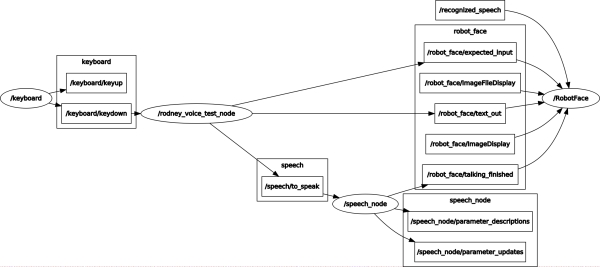 /recognized_speech
robot_face
/robot_face/expected_input
keyboard
/keyboard/keyup
/robot_face/ImageFileDisplay
/keyboard
/RobotFace
/keyboard/keydown
/rodney_voice_test_node
/robot_face/text_out
/robot_face/ImageDisplay
speech
/robot_face/talking_finished
/speech/to_speak
speech_node
/speech_node
/speech_node/parameter_descriptions
/speech_node/parameter_updates